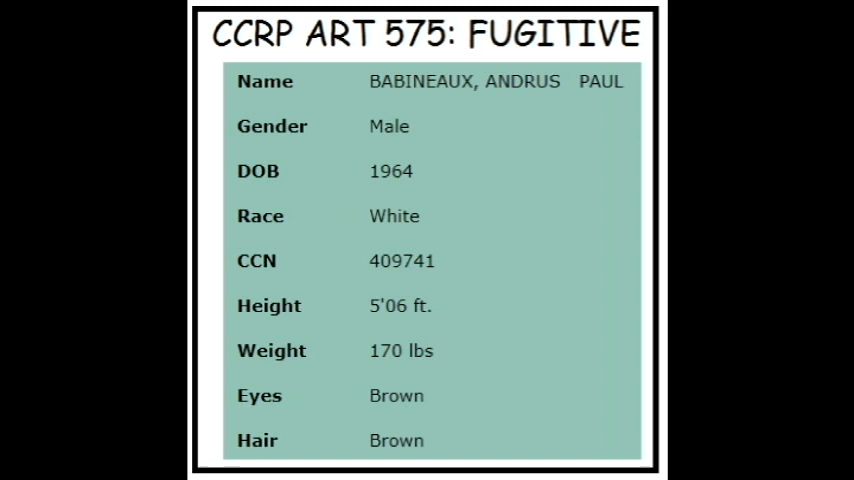 CCRP ART 575: FUGITIVE
Name BABINEAUX, ANDRUS PAUL
Gender Male
DOB 1964
Race White
CCN 409741
Height 5'06 ft.
Weight 170 lbs
Eyes Brown
Hair Brown